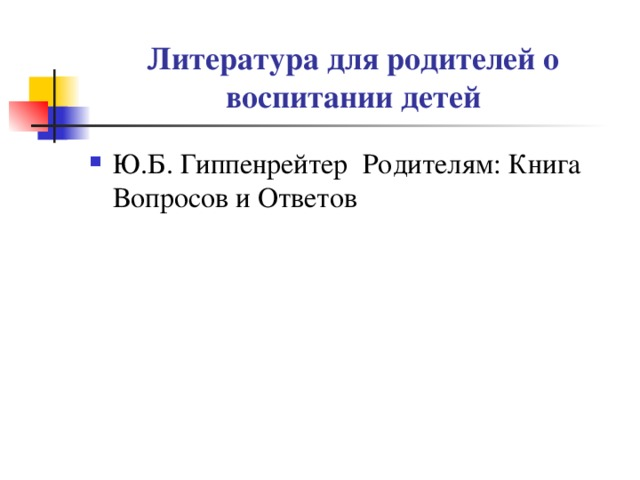 Литература для родителей о
воспитании детей
Ю.Б. Гиппенрейтер  Родителям: Книга
Вопросов и Ответов